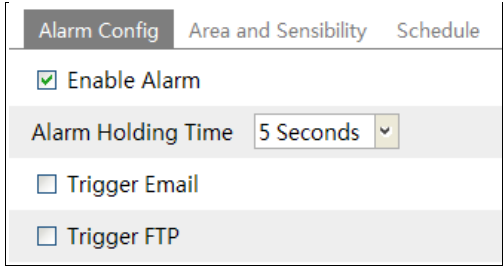 Alarm Config Area and Sensibility Schedule
Enable Alarm
Alarm Holding Time 5 Seconds
Trigger Email
Trigger FTP